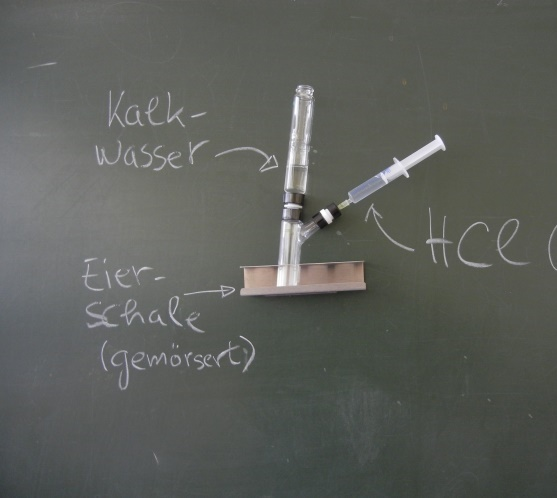 Kalk-
wasser
HCl (
Eier-
schale
(gemörsert)